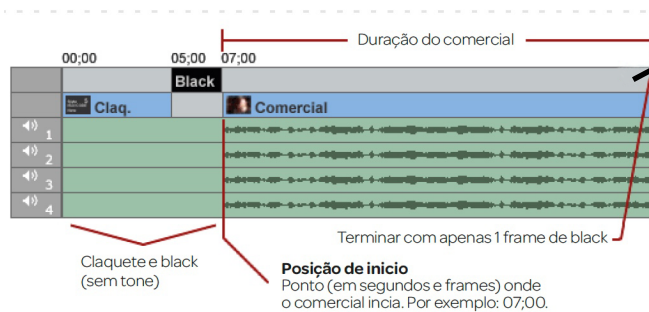 Duração do comercial
00;00 05;00 07;00
Black
Claq. Comercial
1
2
3
4
Terminar com apenas 1 frame de black
Claquete e black
(sem tone)
Posição de inicio
Ponto (em segundos e frames) onde
o comercial incia. Por exemplo: 07;00.